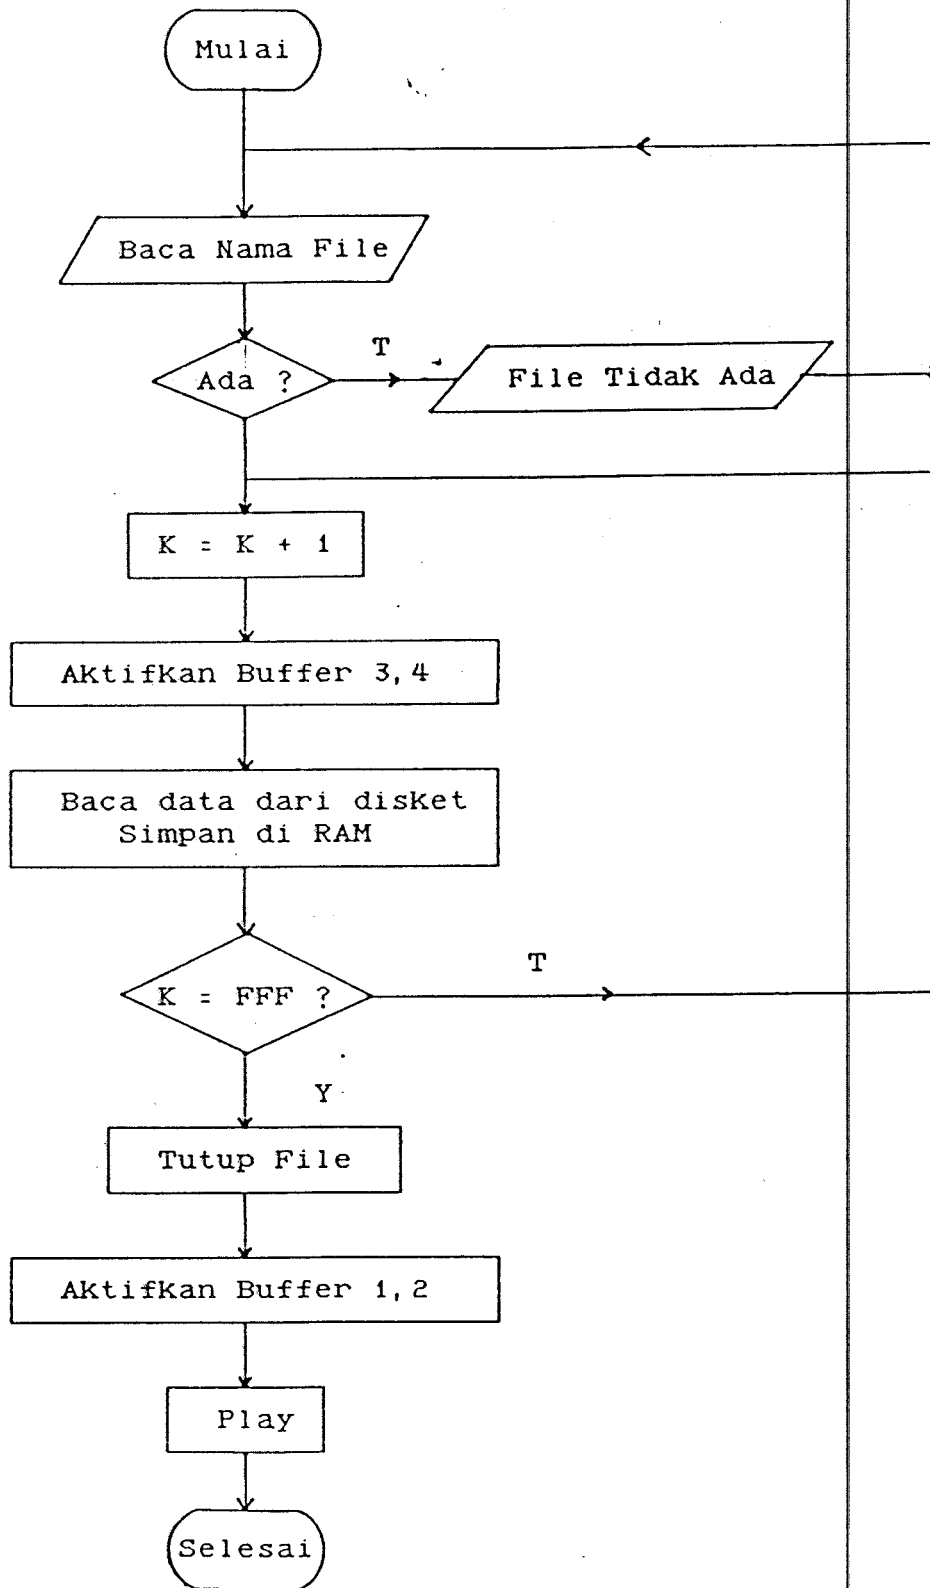 Mulai
Baca Nama File
Ada ?
T
File Tidak Ada
K = K + 1
Aktifkan Buffer 3,4
Baca data dari disket
Simpan di RAM
K = FFF ?
T
Y
Tutup File
Aktifkan Buffer 1,2
Play
Selesai